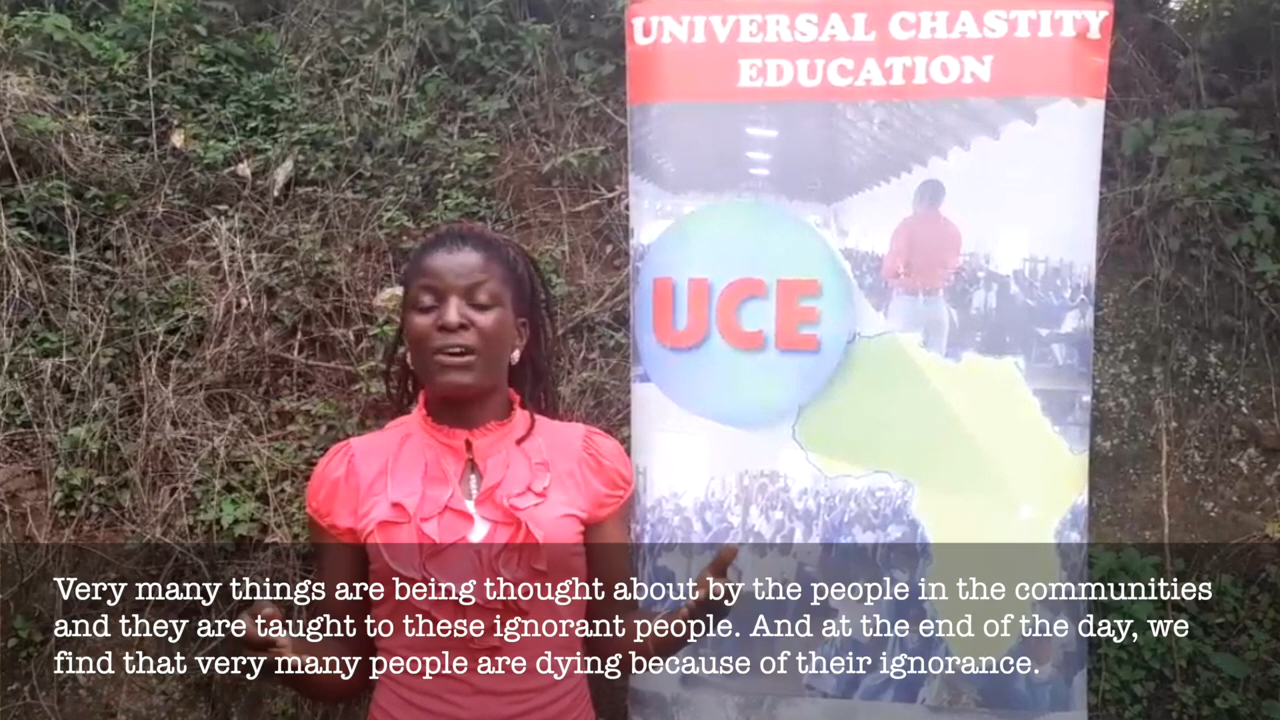 UNIVERSAL CHASTITY
EDUCATION
UCE
Very many things are being thought about by the people in the communities
and they are taught to these ignorant people. And at the end of the day, we
find that very many people are dying because of their ignorance.